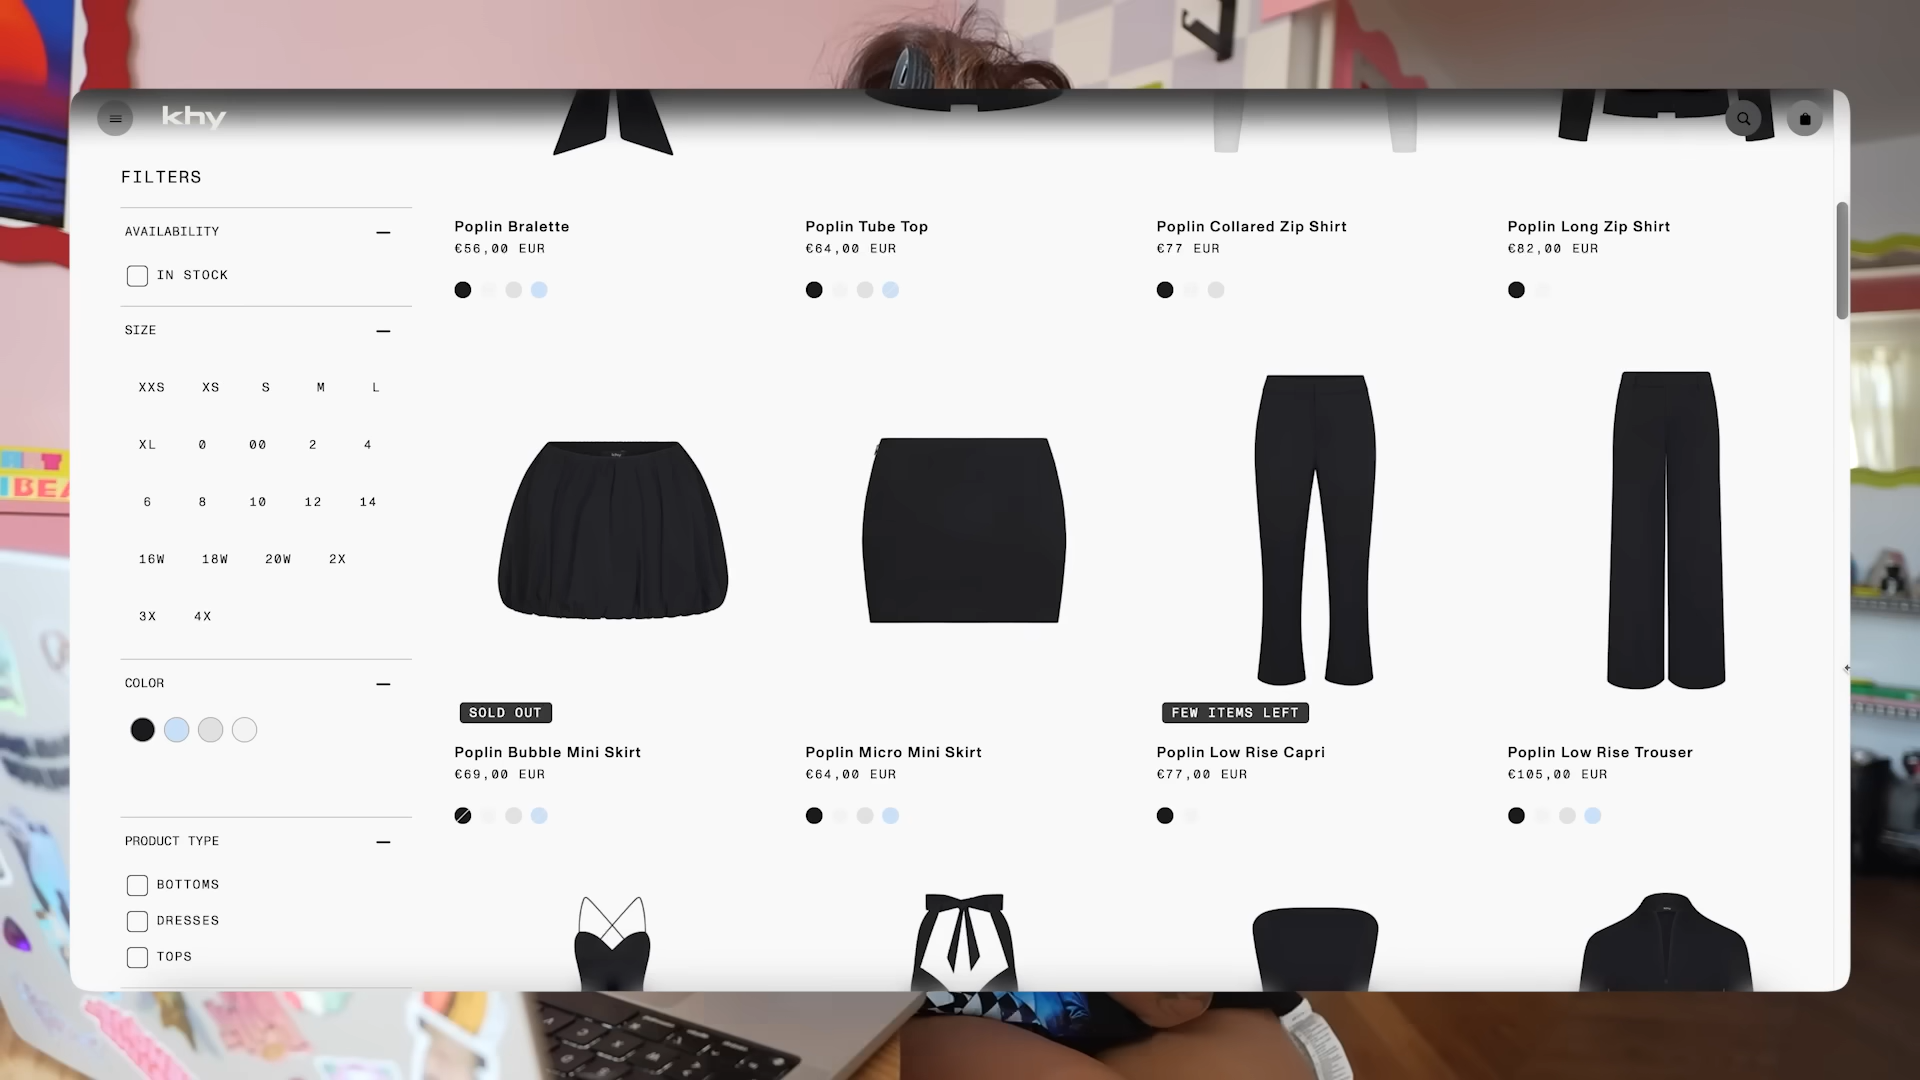 khy
FILTERS
AVAILABILITY
IN STOCK
SIZE
XXS XS S M L
XL 0 00 2 4
6 8 10 12 14
16W 18W 20W 2X
3X 4X
COLOR
PRODUCT TYPE
BOTTOMS
DRESSES
TOPS
Poplin Bralette
€56,00 EUR
Poplin Tube Top
€64,00 EUR
Poplin Collared Zip Shirt
€77 EUR
Poplin Long Zip Shirt
€82,00 EUR
SOLD OUT
Poplin Bubble Mini Skirt
€69,00 EUR
Poplin Micro Mini Skirt
€64,00 EUR
FEW ITEMS LEFT
Poplin Low Rise Capri
€77,00 EUR
Poplin Low Rise Trouser
€105,00 EUR